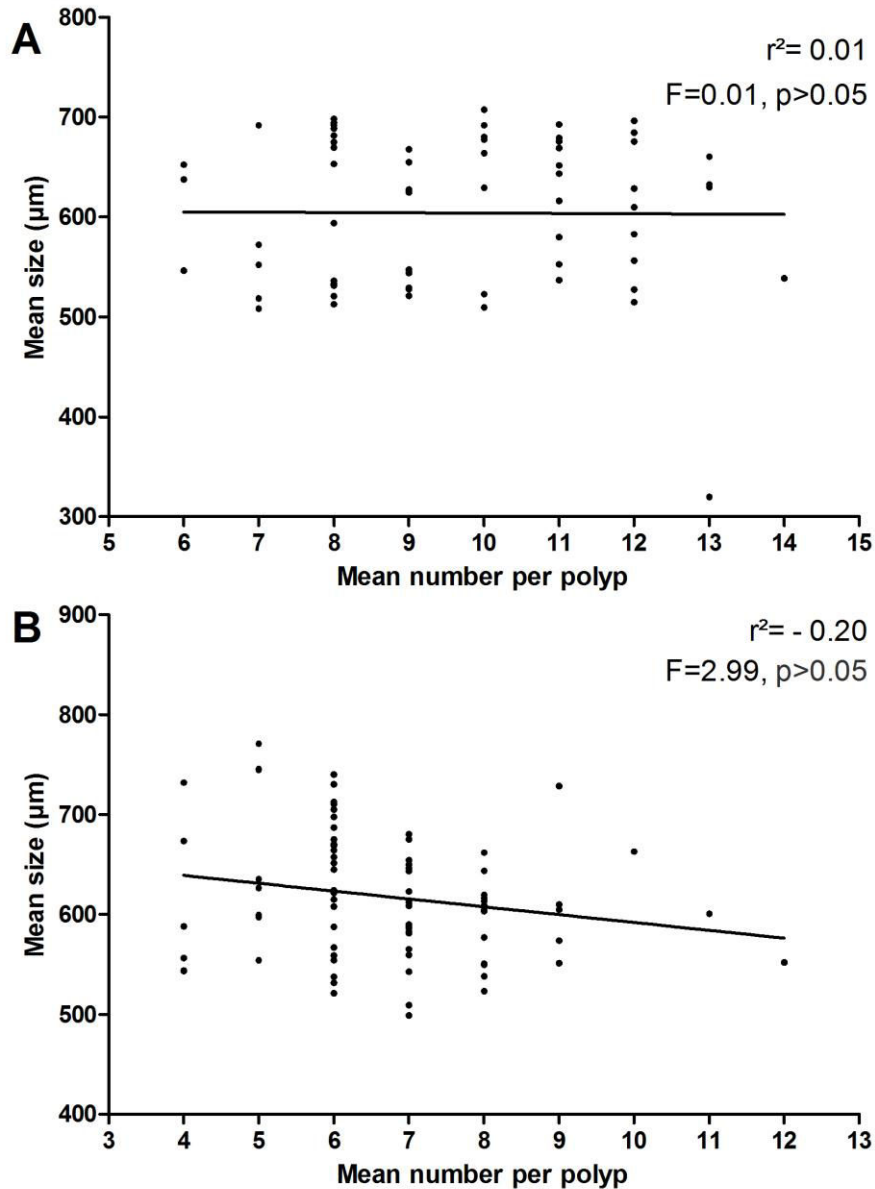 A
r²= 0.01
F=0.01, p>0.05
800
700
600
500
400
300
Mean size (µm)
5 6 7 8 9 10 11 12 13 14 15
Mean number per polyp
B
r²= - 0.20
F=2.99, p>0.05
900
800
700
600
500
400
Mean size (µm)
3 4 5 6 7 8 9 10 11 12 13
Mean number per polyp